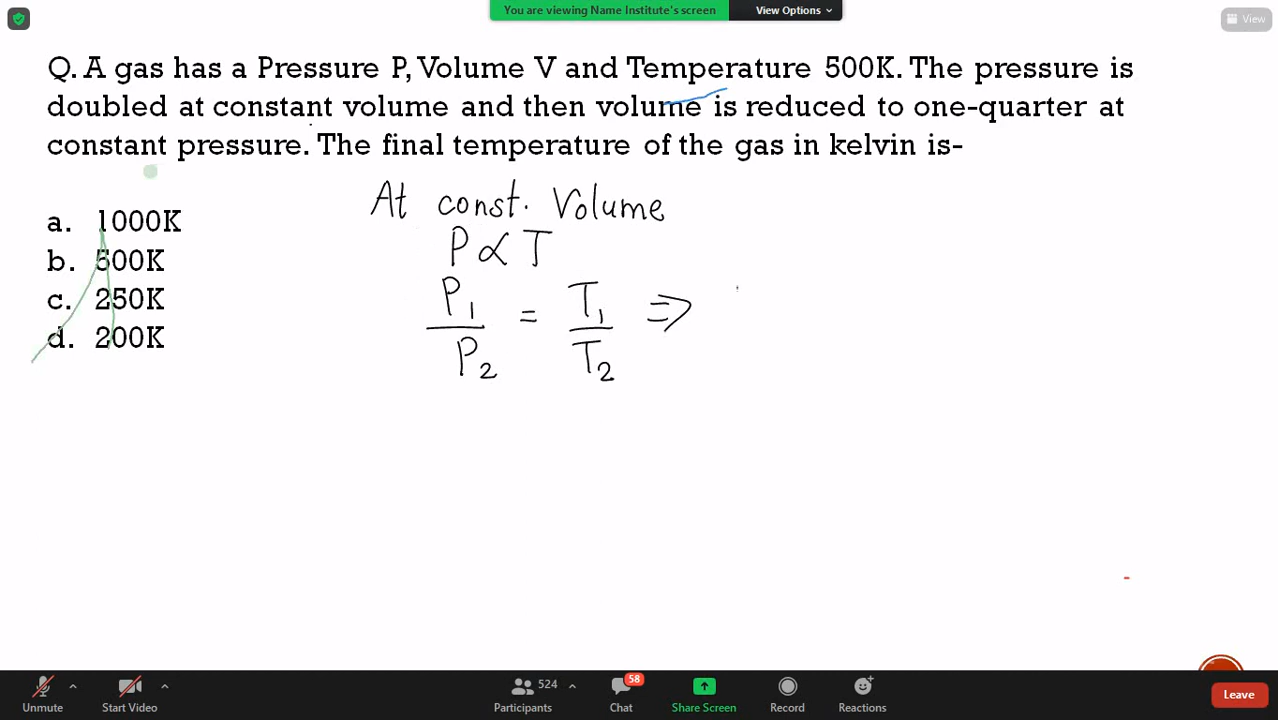 You are viewing Name Institute's screen
View Options
View
Q. A gas has a Pressure P, Volume V and Temperature 500K. The pressure is
doubled at constant volume and then volume is reduced to one-quarter at
constant pressure. The final temperature of the gas in kelvin is-
a. 1000K
b. 500K
c. 250K
d. 200K
At const. Volume
P ∝ T
P₁/P₂ = T₁/T₂ ⇒
Unmute
Start Video
524
Participants
58
Chat
Share Screen
Record
Reactions
Leave